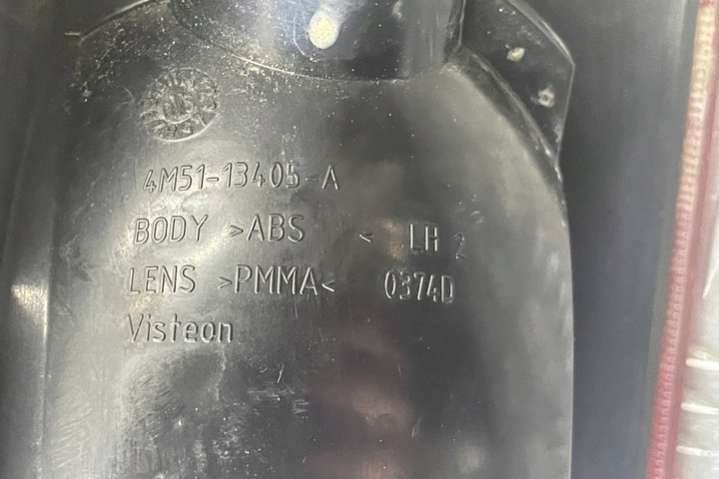 4M51-13405-A
BODY >ABS < LH 2
LENS >PMMA< 0374D
Visteon